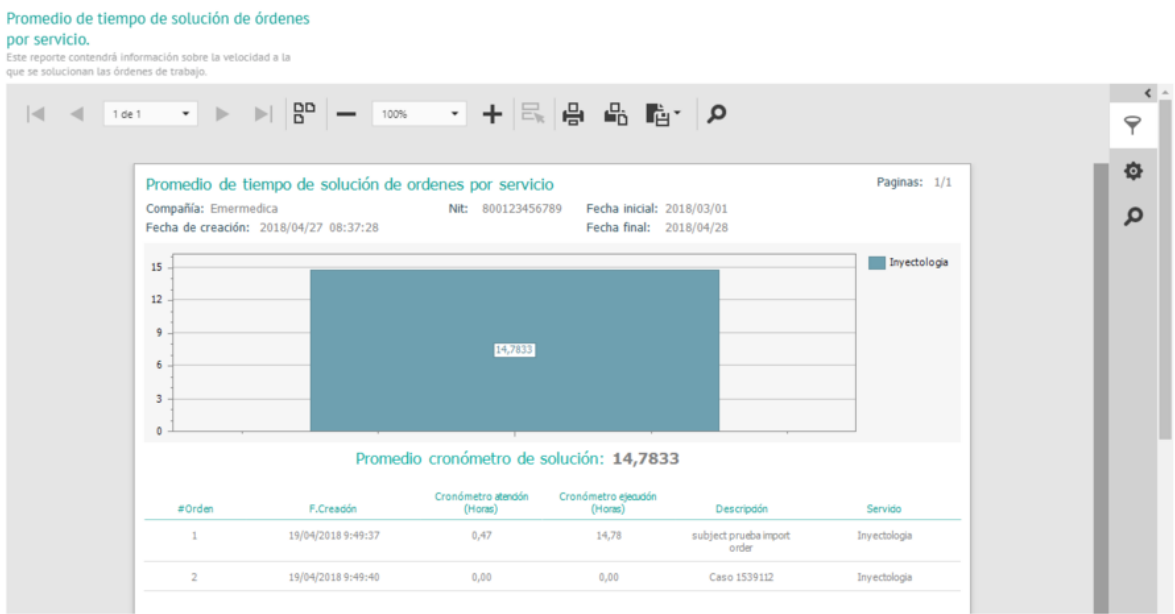 Promedio de tiempo de solución de órdenes
por servicio.
Este reporte contendrá información sobre la velocidad a la
que se solucionan las órdenes de trabajo.
1 de 1
100%
Promedio de tiempo de solución de ordenes por servicio
Paginas: 1/1
Compañía: Emermedica Nit: 800123456789 Fecha inicial: 2018/03/01
Fecha de creación: 2018/04/27 08:37:28 Fecha final: 2018/04/28
15
12
9
6
3
0
14,7833
Inyectologia
Promedio cronómetro de solución: 14,7833
#Orden F.Creación Cronómetro atención (Horas) Cronómetro ejecución (Horas) Descripción Servicio
1 19/04/2018 9:49:37 0,47 14,78 subject prueba import order Inyectologia
2 19/04/2018 9:49:40 0,00 0,00 Caso 1539112 Inyectologia